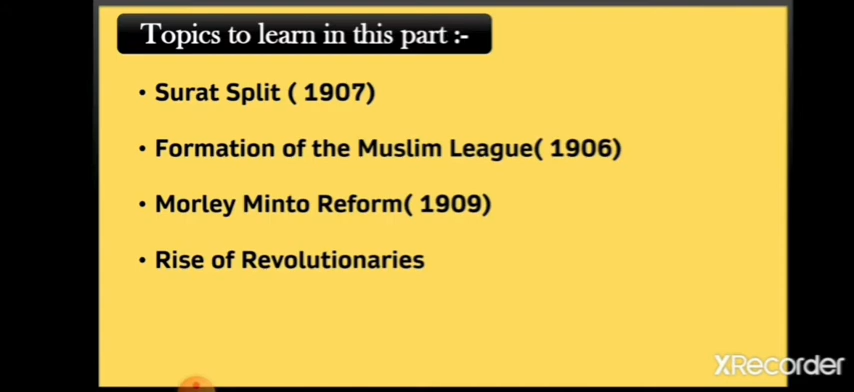 Topics to learn in this part :-
• Surat Split ( 1907)
• Formation of the Muslim League( 1906)
• Morley Minto Reform( 1909)
• Rise of Revolutionaries
XRecorder